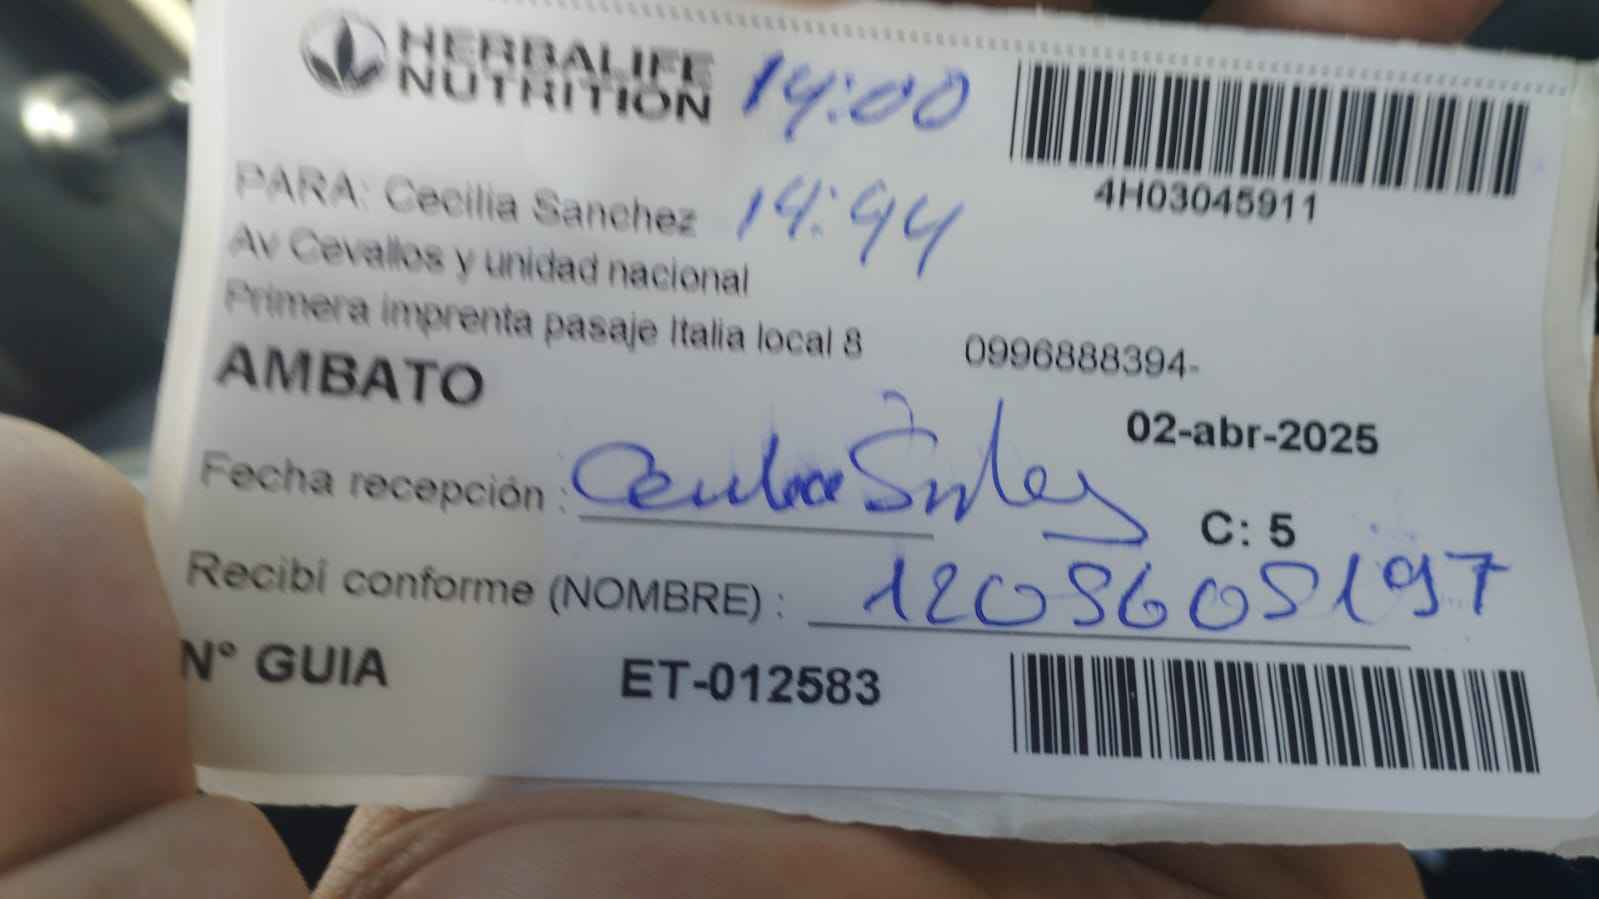 HERBALIFE
NUTRITION
14:00
4H03045911
PARA: Cecilia Sanchez
14:44
Av Cevallos y unidad nacional
Primera imprenta pasaje Italia local 8 0996888394-
AMBATO
02-abr-2025
Fecha recepción :
C: 5
Recibi conforme (NOMBRE) : 1205605197
N° GUIA ET-012583